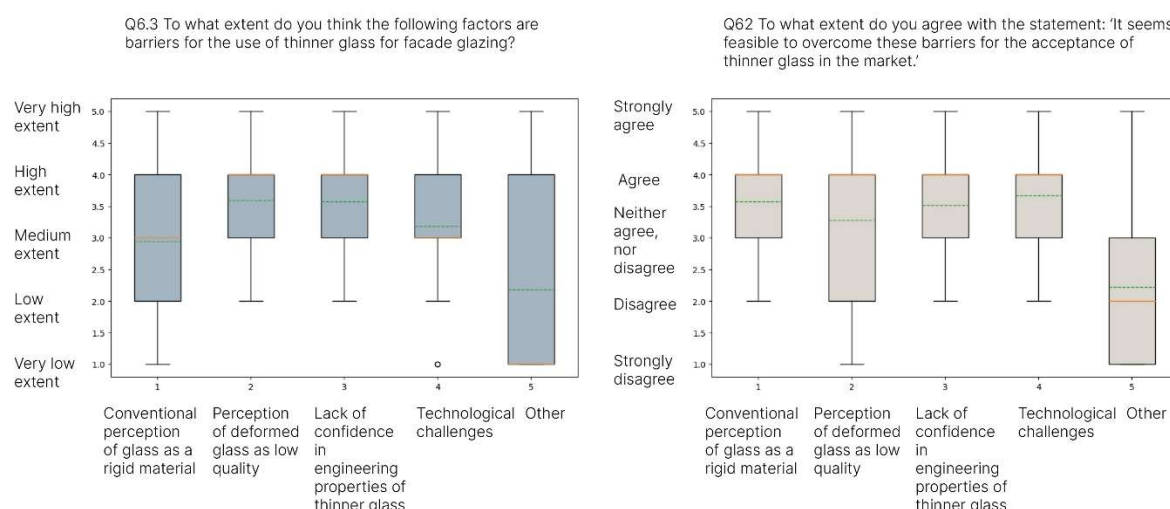 Q6.3 To what extent do you think the following factors are
barriers for the use of thinner glass for facade glazing?
Very high
extent
High
extent
Medium
extent
Low
extent
Very low
extent
5.0
4.5
4.0
3.5
3.0
2.5
2.0
1.5
1.0
1
2
3
4
5
Conventional
perception
of glass as a
rigid material
Perception
of deformed
glass as low
quality
Lack of
confidence
in
engineering
properties of
thinner glass
Technological
challenges
Other
Q62 To what extent do you agree with the statement: ‘It seems
feasible to overcome these barriers for the acceptance of
thinner glass in the market.’
Strongly
agree
Agree
Neither
agree,
nor
disagree
Disagree
Strongly
disagree
5.0
4.5
4.0
3.5
3.0
2.5
2.0
1.5
1.0
1
2
3
4
5
Conventional
perception
of glass as a
rigid material
Perception
of deformed
glass as low
quality
Lack of
confidence
in
engineering
properties of
thinner glass
Technological
challenges
Other